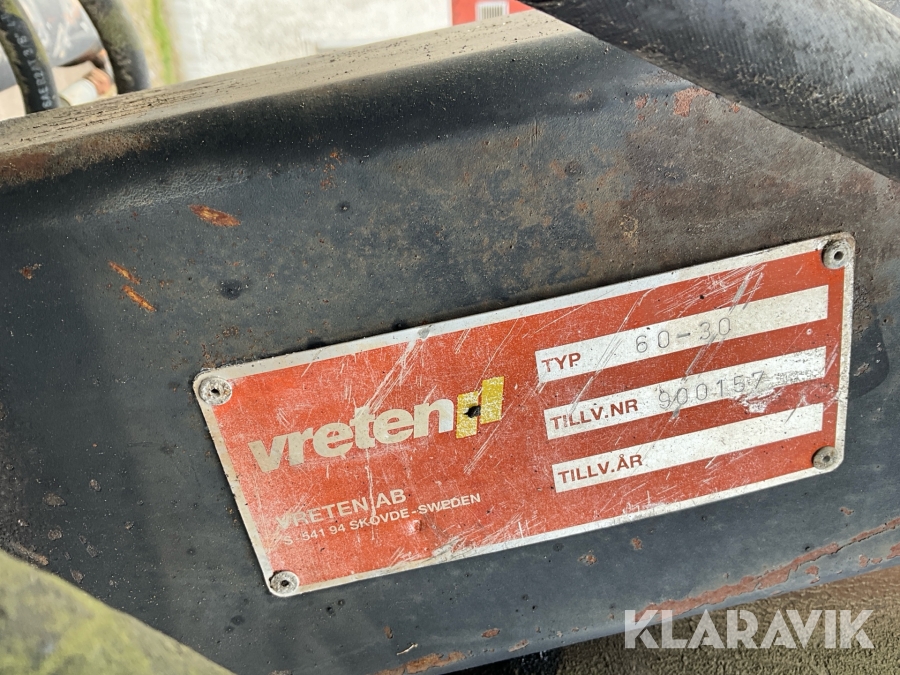 vreten
VRETEN AB
S 541 94 SKÖVDE-SWEDEN
TYP 60-30
TILLV.NR 900157
TILLV.ÅR
KLARAVIK